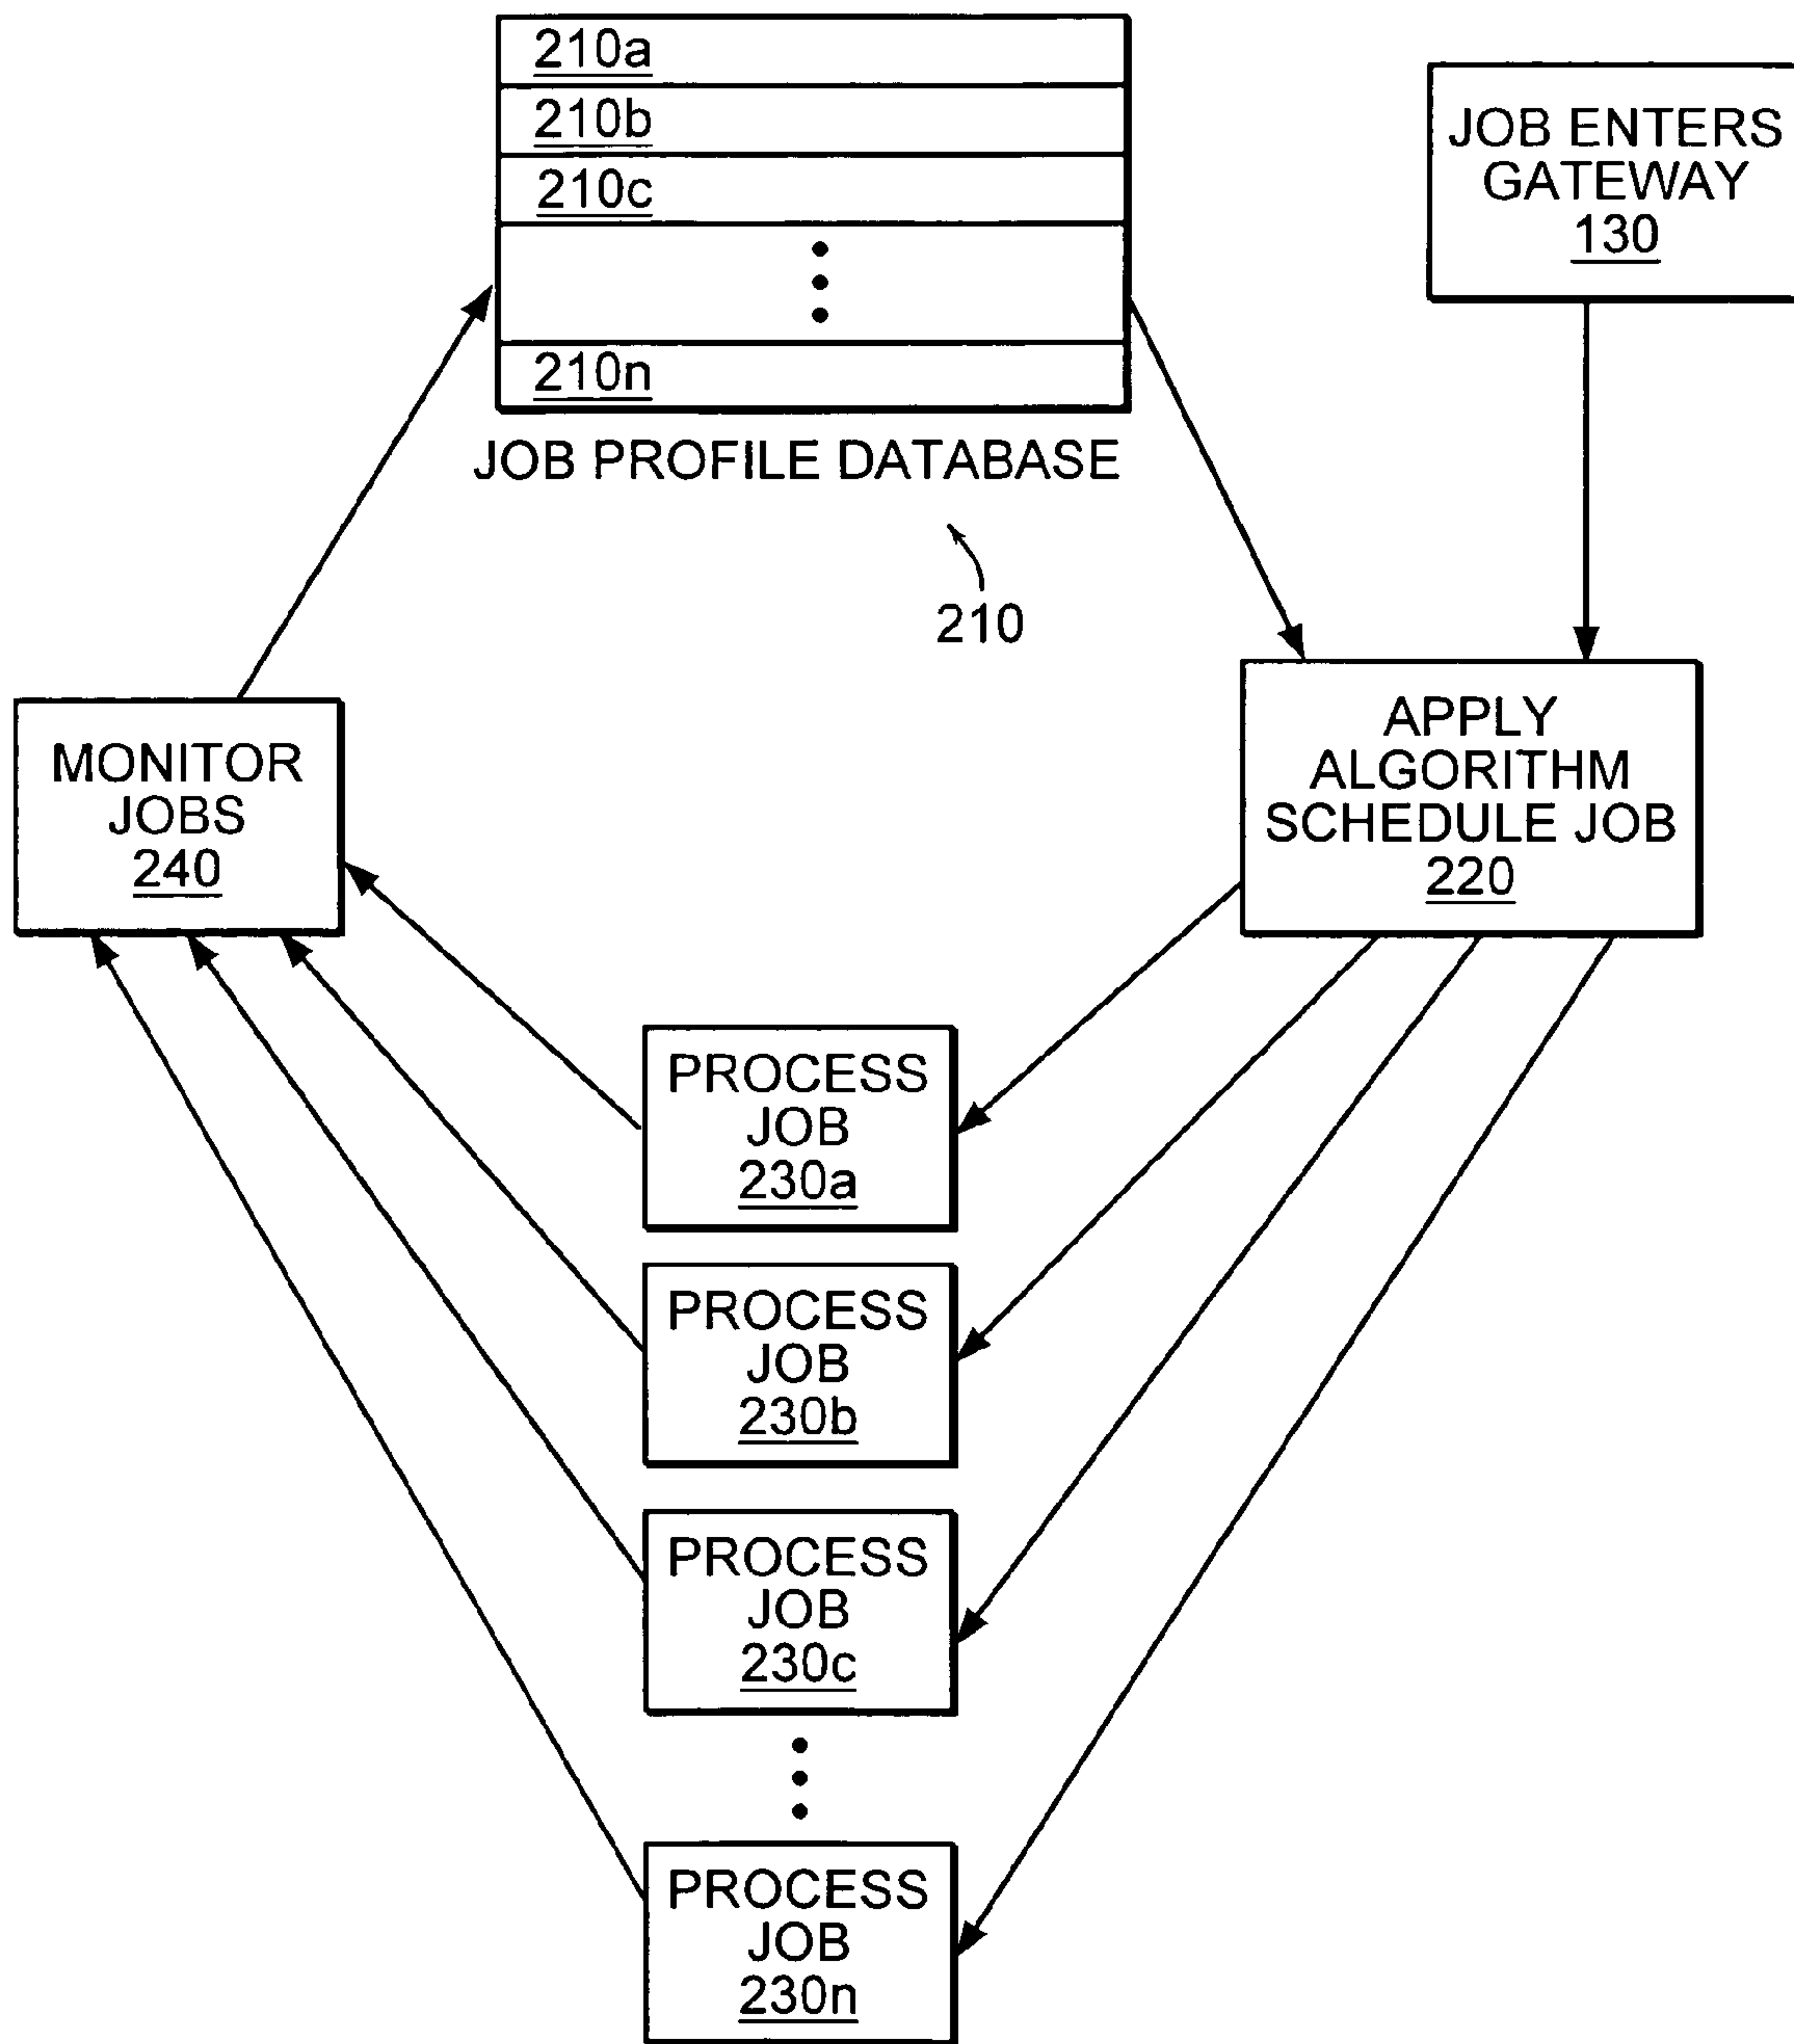 210a
210b
210c
210n
JOB PROFILE DATABASE
210
JOB ENTERS
GATEWAY
130
APPLY
ALGORITHM
SCHEDULE JOB
220
MONITOR
JOBS
240
PROCESS
JOB
230a
PROCESS
JOB
230b
PROCESS
JOB
230c
PROCESS
JOB
230n